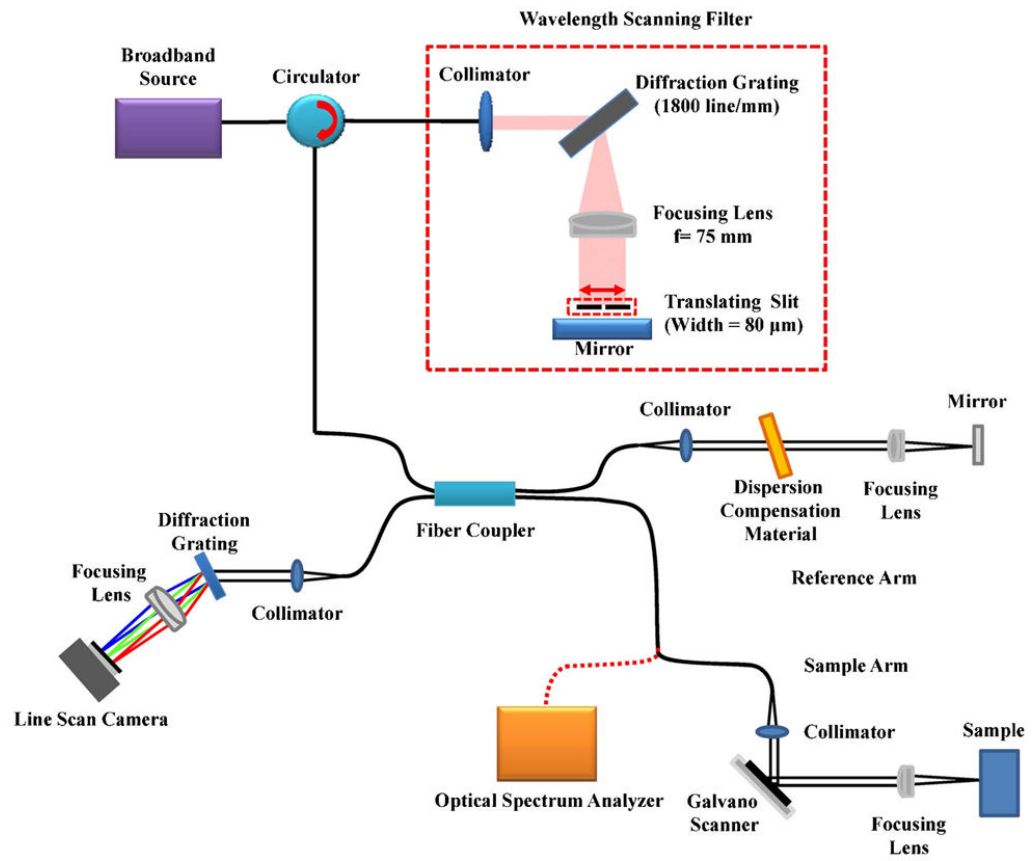 Wavelength Scanning Filter
Broadband
Source
Circulator
Collimator
Diffraction Grating
(1800 line/mm)
Focusing Lens
f= 75 mm
Translating Slit
(Width = 80 µm)
Mirror
Collimator
Mirror
Dispersion
Compensation
Material
Focusing
Lens
Fiber Coupler
Diffraction
Grating
Focusing
Lens
Collimator
Reference Arm
Line Scan Camera
Sample Arm
Optical Spectrum Analyzer
Collimator
Sample
Galvano
Scanner
Focusing
Lens